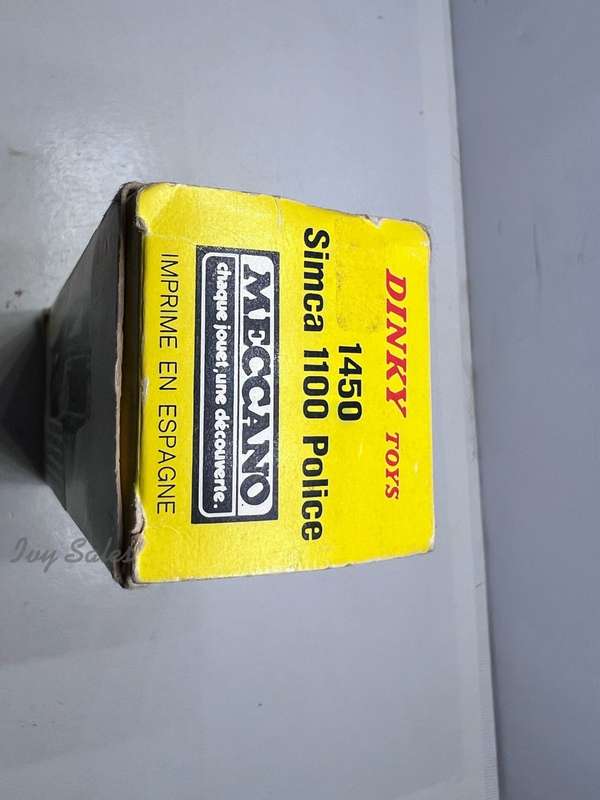 DINKY TOYS
1450
Simca 1100 Police
MECCANO
chaque jouet, une découverte.
IMPRIME EN ESPAGNE
Ivy Sales